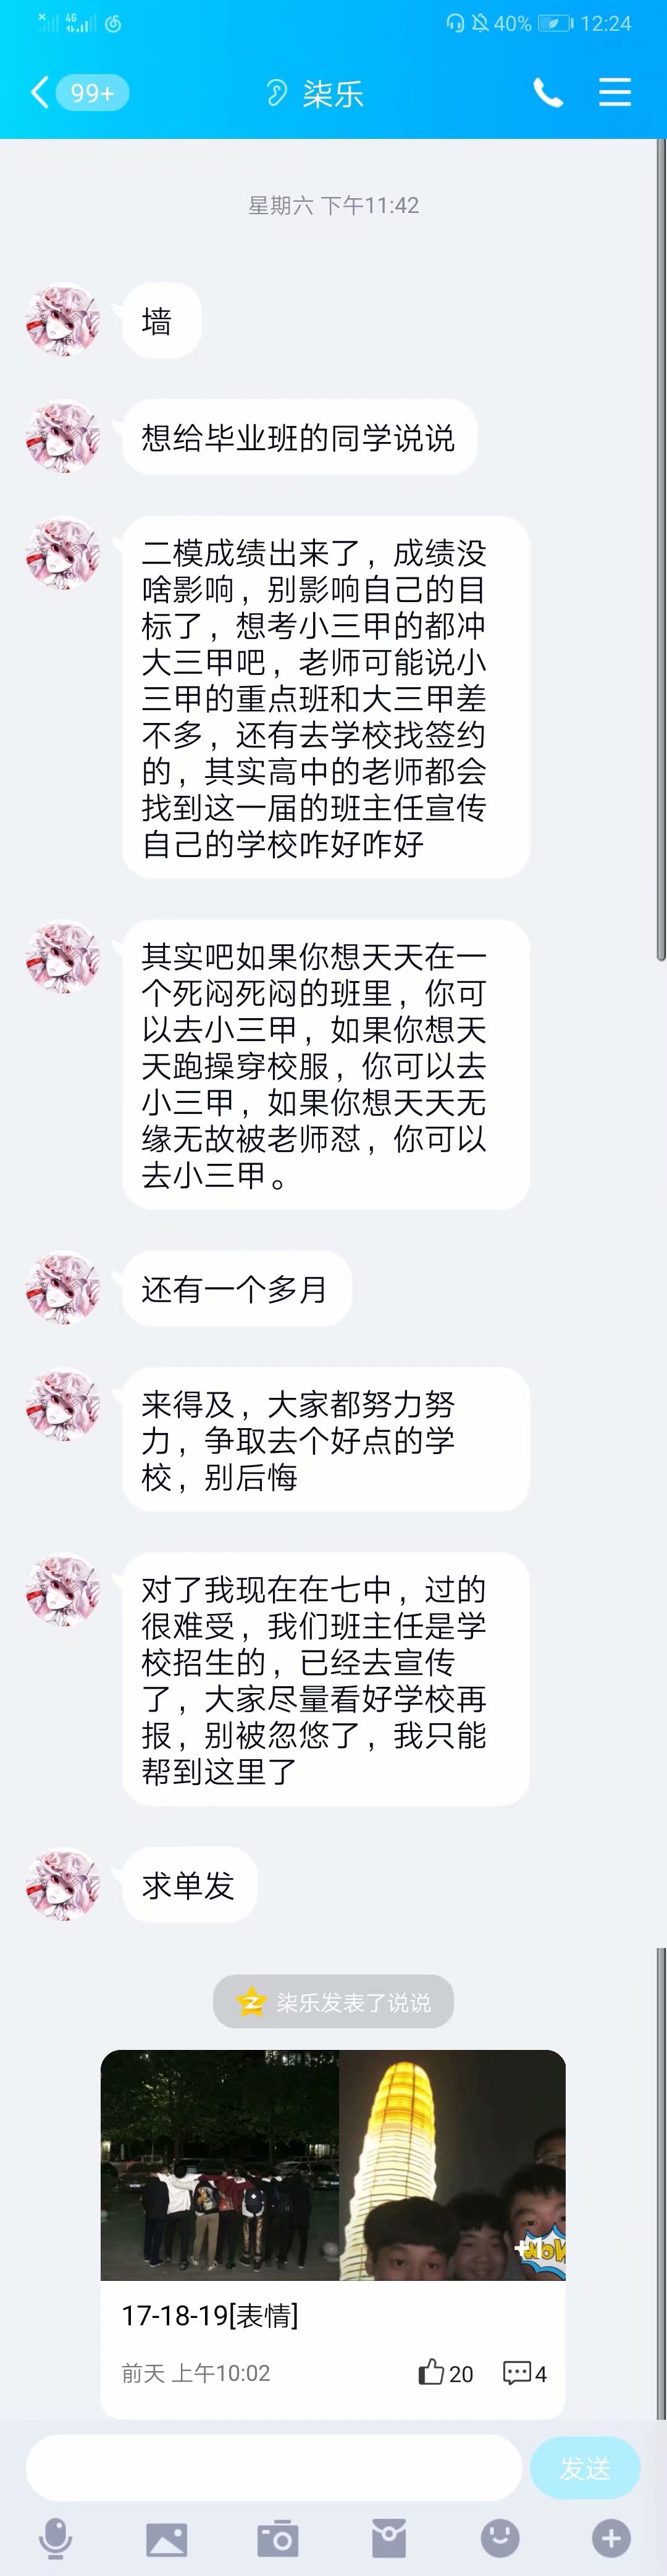 4G
40%
12:24
99+
柒乐
星期六 下午11:42
墙
想给毕业班的同学说说
二模成绩出来了，成绩没
啥影响，别影响自己的目
标了，想考小三甲的都冲
大三甲吧，老师可能说小
三甲的重点班和大三甲差
不多，还有去学校找签约
的，其实高中的老师都会
找到这一届的班主任宣传
自己的学校咋好咋好
其实吧如果你想天天在一
个死闷死闷的班里，你可
以去小三甲，如果你想天
天跑操穿校服，你可以去
小三甲，如果你想天天无
缘无故被老师怼，你可以
去小三甲。
还有一个多月
来得及，大家都努力努
力，争取去个好点的学
校，别后悔
对了我现在在七中，过的
很难受，我们班主任是学
校招生的，已经去宣传
了，大家尽量看好学校再
报，别被忽悠了，我只能
帮到这里了
求单发
柒乐发表了说说
17-18-19[表情]
前天 上午10:02
20
4
发送